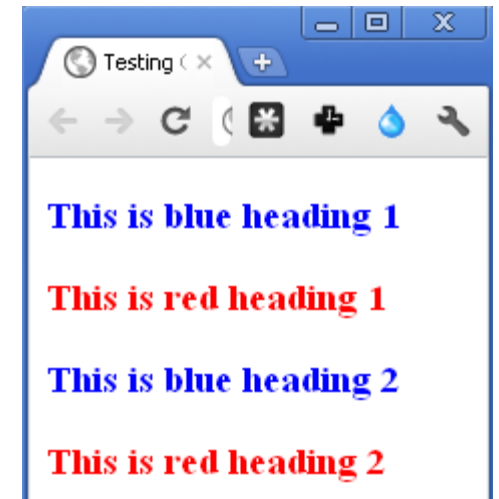 Testing
This is blue heading 1
This is red heading 1
This is blue heading 2
This is red heading 2